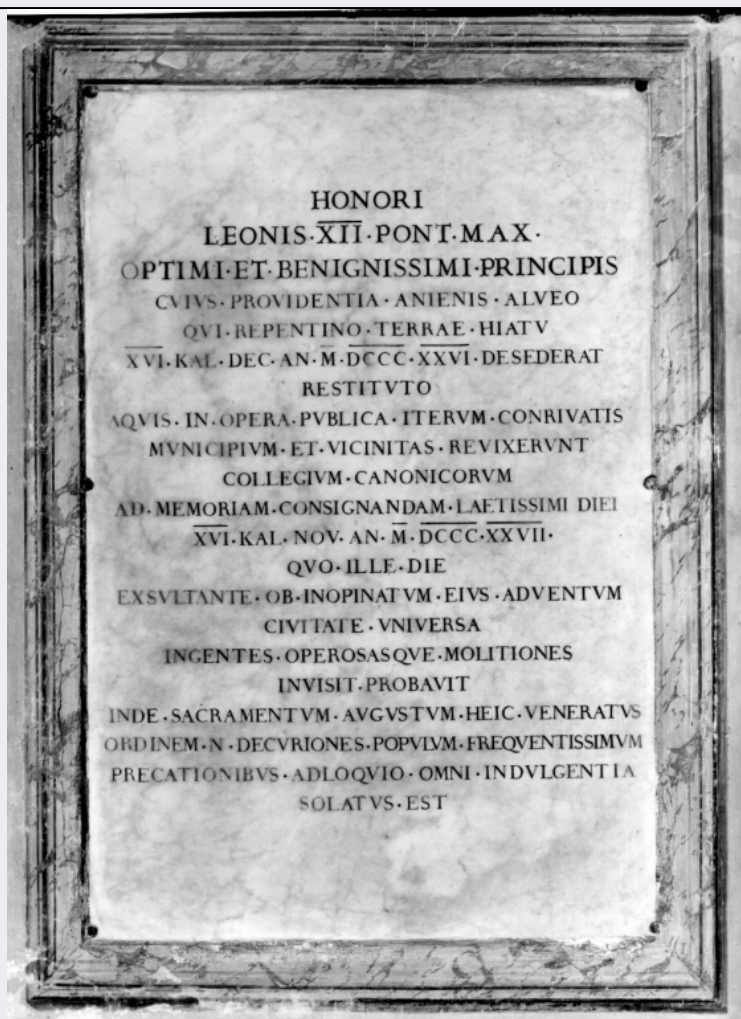 HONORI
LEONIS·XII·PONT·MAX·
OPTIMI·ET·BENIGNISSIMI·PRINCIPIS
CVIVS·PROVIDENTIA·ANIENIS·ALVEO
QVI·REPENTINO·TERRAE·HIATV
XVI·KAL·DEC·AN·M·DCCC·XXVI·DESEDERAT
RESTITVTO
AQVIS·IN·OPERA·PVBLICA·ITERVM·CONRIVATIS
MVNICIPIVM·ET·VICINITAS·REVIXERVNT
COLLEGIVM·CANONICORVM
AD·MEMORIAM·CONSIGNANDAM·LAETISSIMI DIEI
XVI·KAL·NOV·AN·M·DCCC·XXVII·
QVO·ILLE·DIE
EXSVLTANTE·OB·INOPINATVM·EIVS·ADVENTVM
CIVITATE·VNIVERSA
INGENTES·OPEROSASQVE·MOLITIONES
INVISIT·PROBAVIT
INDE·SACRAMENTVM·AVGVSTVM·HEIC·VENERATVS
ORDINEM·N·DECVRIONES·POPVLVM·FREQVENTISSIMVM
PRECATIONIBVS·ADLOQVIO·OMNI·INDVLGENTIA
SOLATVS·EST